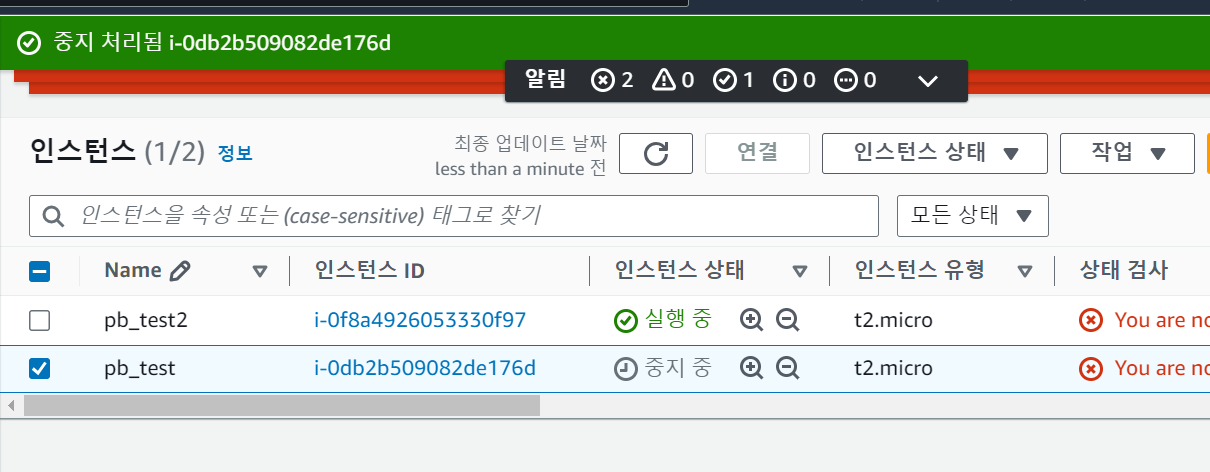 중지 처리됨 i-0db2b509082de176d
알림 2 0 1 0 0
인스턴스 (1/2) 정보
최종 업데이트 날짜
less than a minute 전
연결
인스턴스 상태
작업
인스턴스을 속성 또는 (case-sensitive) 태그로 찾기
모든 상태
Name 인스턴스 ID 인스턴스 상태 인스턴스 유형 상태 검사
pb_test2 i-0f8a4926053330f97 실행 중 t2.micro You are no
pb_test i-0db2b509082de176d 중지 중 t2.micro You are no